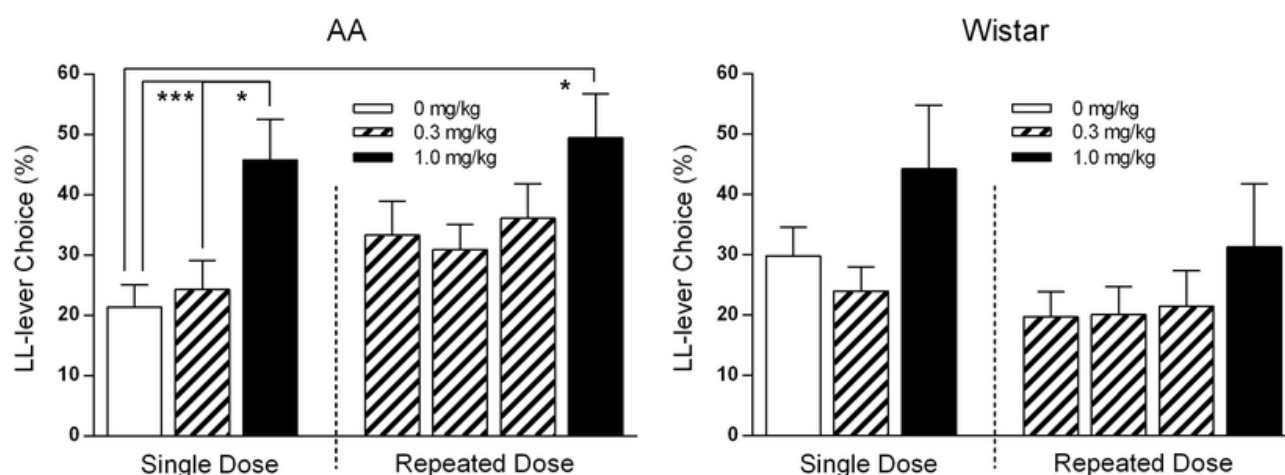 AA
LL-lever Choice (%)
60
50
40
30
20
10
0
*** *
*
0 mg/kg
0.3 mg/kg
1.0 mg/kg
Single Dose
Repeated Dose
Wistar
LL-lever Choice (%)
60
50
40
30
20
10
0
0 mg/kg
0.3 mg/kg
1.0 mg/kg
Single Dose
Repeated Dose